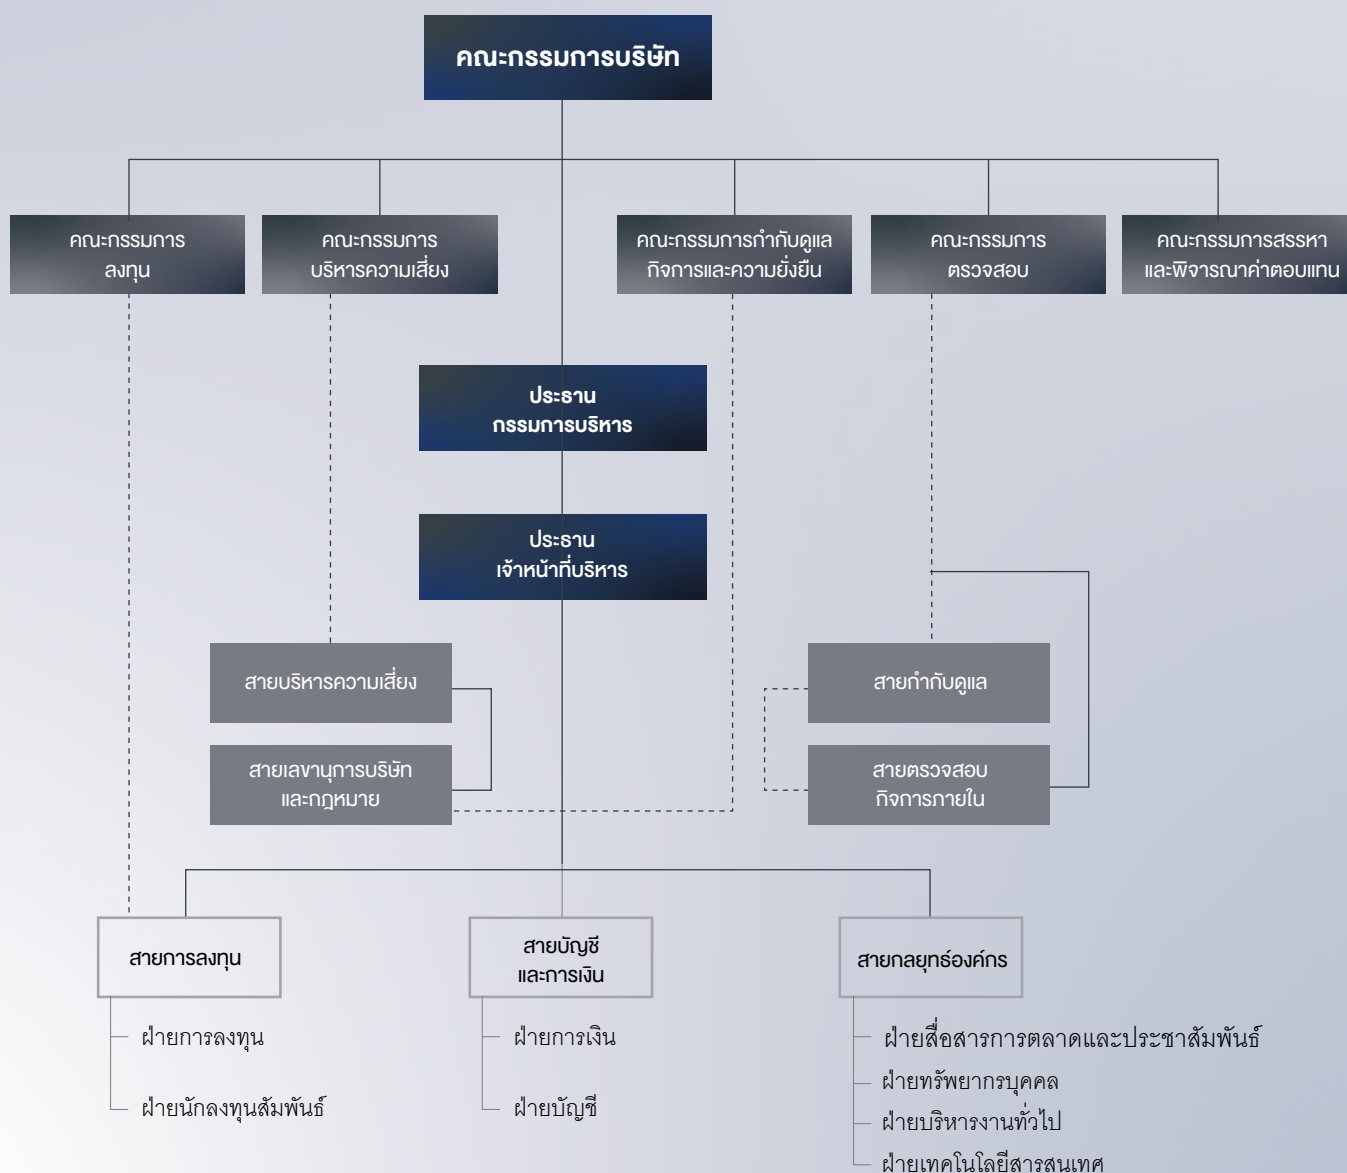 คณะกรรมการบริษัท
คณะกรรมการ
ลงทุน
คณะกรรมการ
บริหารความเสี่ยง
คณะกรรมการกำกับดูแล
กิจการและความยั่งยืน
คณะกรรมการ
ตรวจสอบ
คณะกรรมการสรรหา
และพิจารณาค่าตอบแทน
ประธาน
กรรมการบริหาร
ประธาน
เจ้าหน้าที่บริหาร
สายบริหารความเสี่ยง
สายกำกับดูแล
สายเลขานุการบริษัท
และกฎหมาย
สายตรวจสอบ
กิจการภายใน
สายการลงทุน
สายบัญชี
และการเงิน
สายกลยุทธ์องค์กร
ฝ่ายการลงทุน
ฝ่ายนักลงทุนสัมพันธ์
ฝ่ายการเงิน
ฝ่ายบัญชี
ฝ่ายสื่อสารการตลาดและประชาสัมพันธ์
ฝ่ายทรัพยากรบุคคล
ฝ่ายบริหารงานทั่วไป
ฝ่ายเทคโนโลยีสารสนเทศ